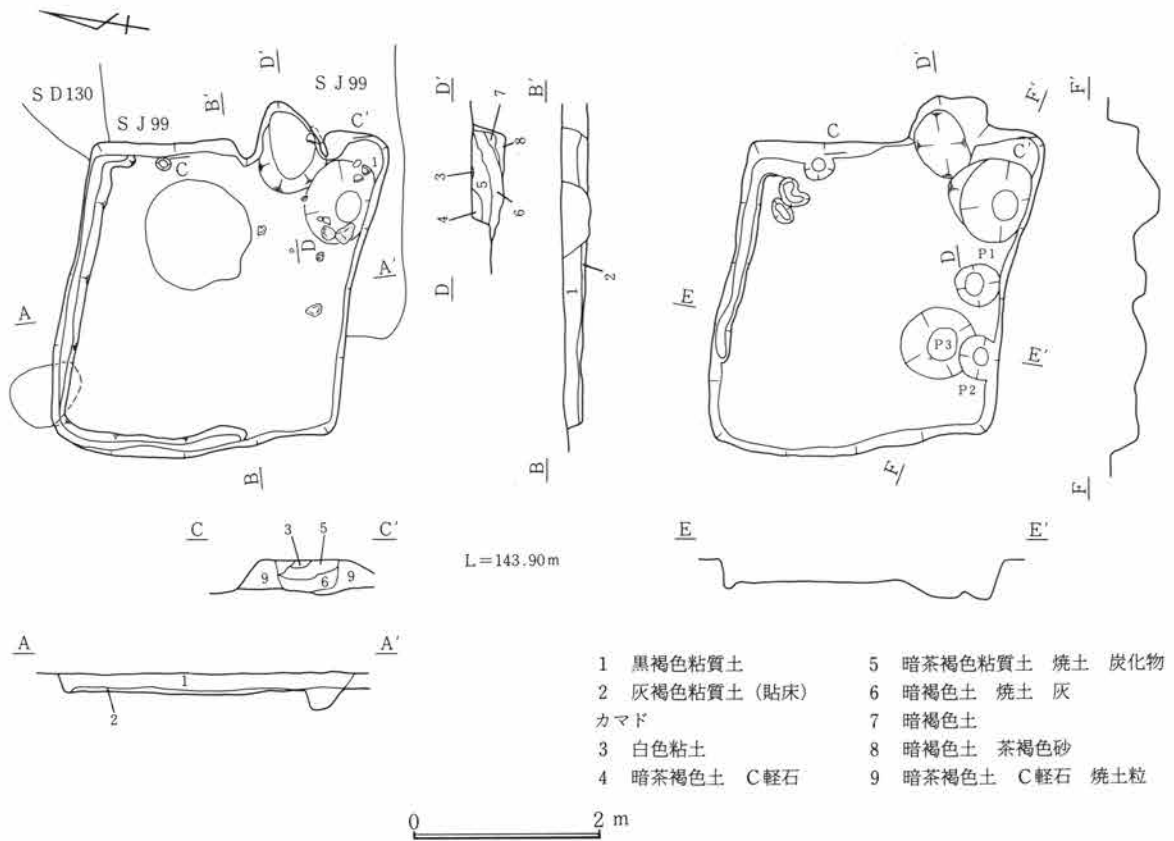 SD130
SJ99
B'
D'
SJ99
C'
1
C
D
A
A'
B
D'
7
8
3
5
4
6
D
B'
1
2
B
D'
F'
C
C'
D
P1
E
P3
E'
P2
F
F'
F
C
3
5
C'
9
6
9
L=143.90m
E
E'
A
A'
1
2
1 黒褐色粘質土
2 灰褐色粘質土(貼床)
カマド
3 白色粘土
4 暗茶褐色土 C軽石
5 暗茶褐色粘質土 焼土 炭化物
6 暗褐色土 焼土 灰
7 暗褐色土
8 暗褐色土 茶褐色砂
9 暗茶褐色土 C軽石 焼土粒
0 2m